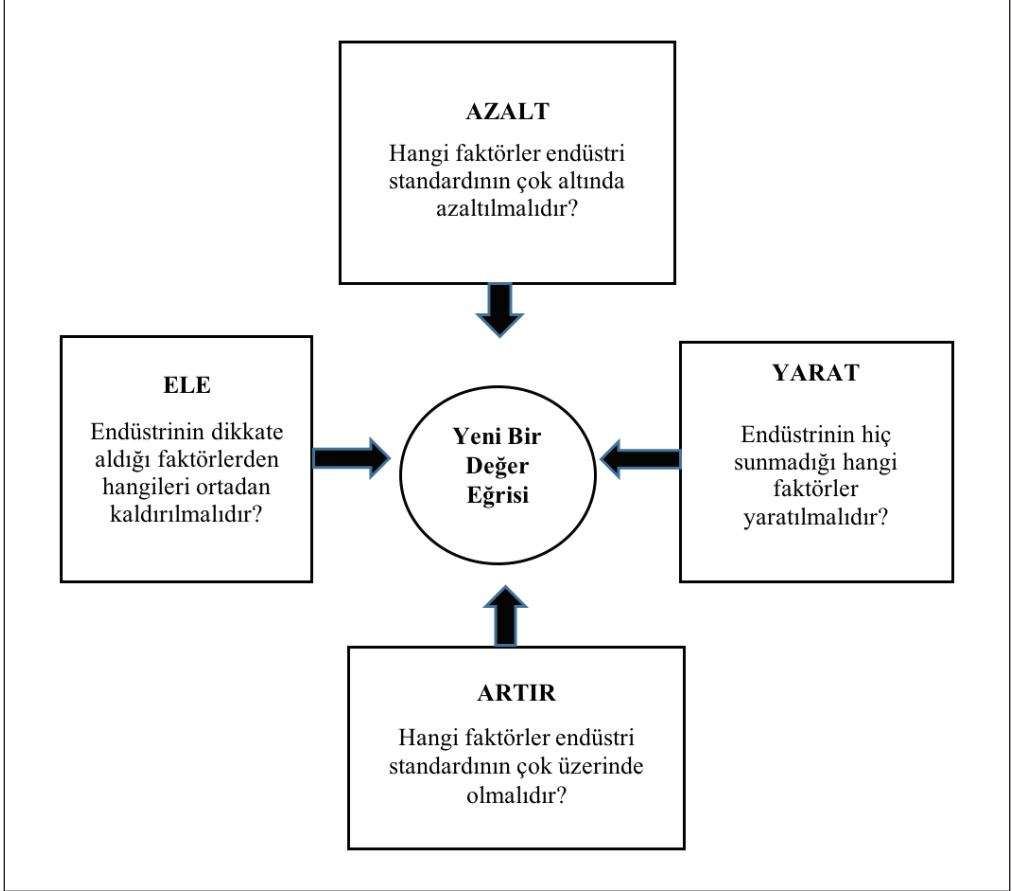 AZALT
Hangi faktörler endüstri
standardının çok altında
azaltılmalıdır?
ELE
Endüstrinin dikkate
aldığı faktörlerden
hangileri ortadan
kaldırılmalıdır?
Yeni Bir
Değer
Eğrisi
YARAT
Endüstrinin hiç
sunmadığı hangi
faktörler
yaratılmalıdır?
ARTIR
Hangi faktörler endüstri
standardının çok üzerinde
olmalıdır?